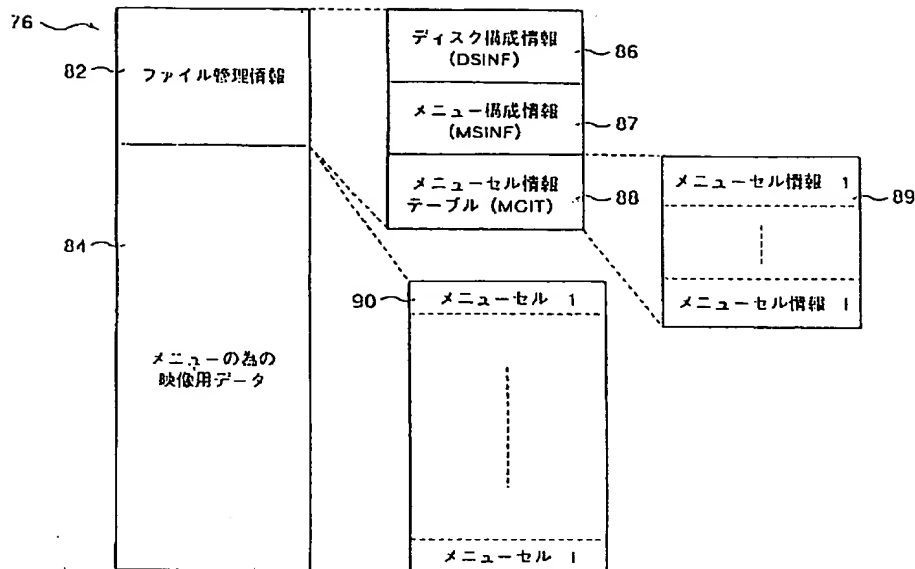 76
82
ファイル管理情報
84
メニューの為の
映像用データ
ディスク構成情報
(DSINF)
86
メニュー構成情報
(MSINF)
87
メニューセル情報
テーブル (MCIT)
88
メニューセル情報 1
89
メニューセル情報 I
90
メニューセル 1
メニューセル I